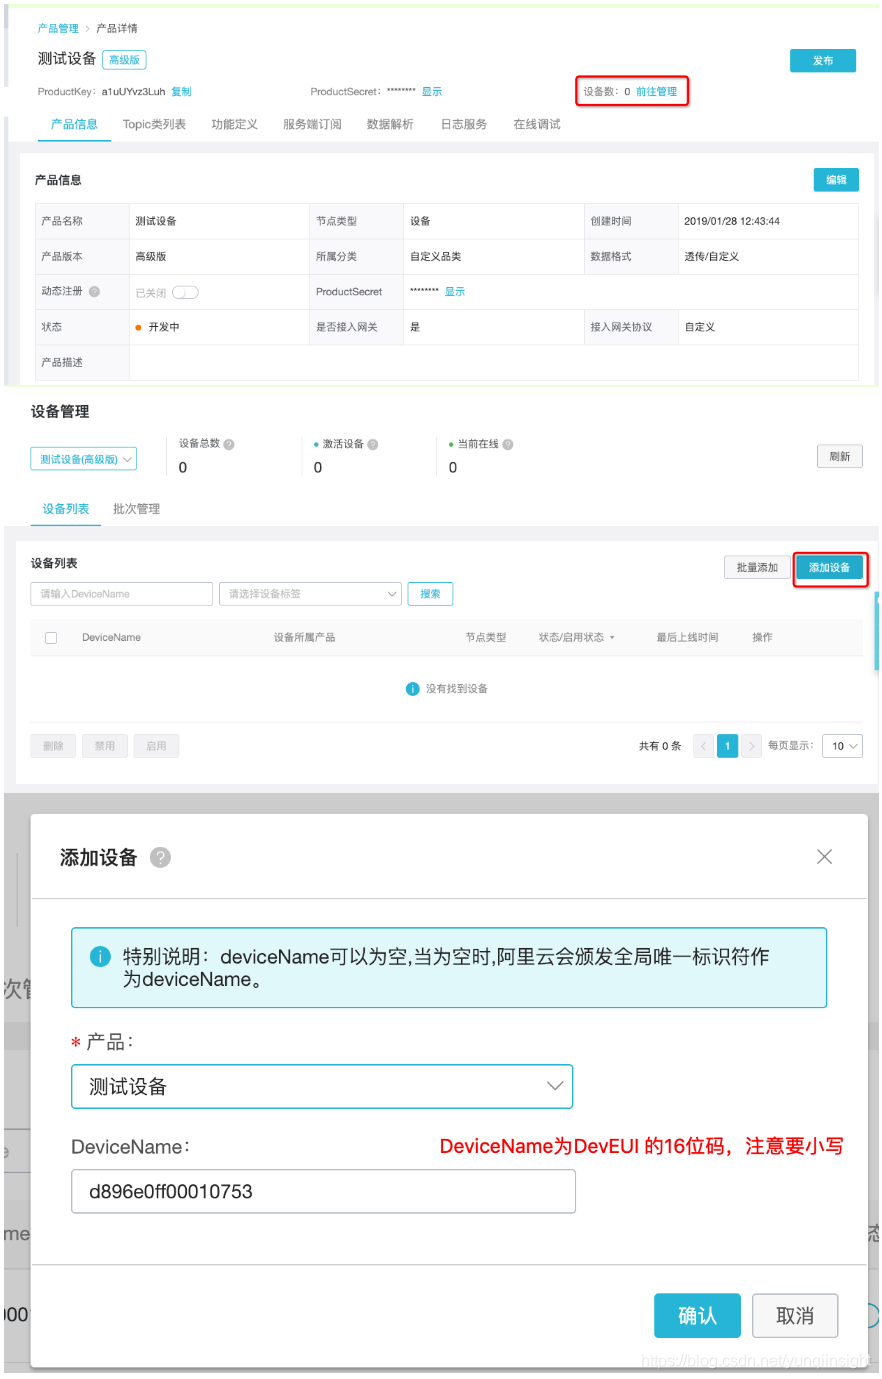 产品管理 > 产品详情
测试设备 高级版 发布
ProductKey: a1uUYvz3Luh 复制 ProductSecret: ******** 显示 设备数: 0 前往管理
产品信息 Topic类列表 功能定义 服务端订阅 数据解析 日志服务 在线调试
产品信息 编辑
产品名称 测试设备 节点类型 设备 创建时间 2019/01/28 12:43:44
产品版本 高级版 所属分类 自定义品类 数据格式 透传/自定义
动态注册 ? 已关闭 ProductSecret ******** 显示
状态 开发中 是否接入网关 是 接入网关协议 自定义
产品描述
设备管理
测试设备(高级版) 设备总数 ? 激活设备 ? 当前在线 ? 刷新
0 0 0
设备列表 批次管理
设备列表 批量添加 添加设备
请输入DeviceName 请选择设备标签 搜索
DeviceName 设备所属产品 节点类型 状态/启用状态 最后上线时间 操作
没有找到设备
删除 禁用 启用 共有 0 条 < 1 > 每页显示: 10
添加设备 ?
特别说明：deviceName可以为空,当为空时,阿里云会颁发全局唯一标识符作
为deviceName。
* 产品：
测试设备
DeviceName： DeviceName为DevEUI 的16位码，注意要小写
d896e0ff00010753
确认 取消
https://blog.csdn.net/yunqiinsight